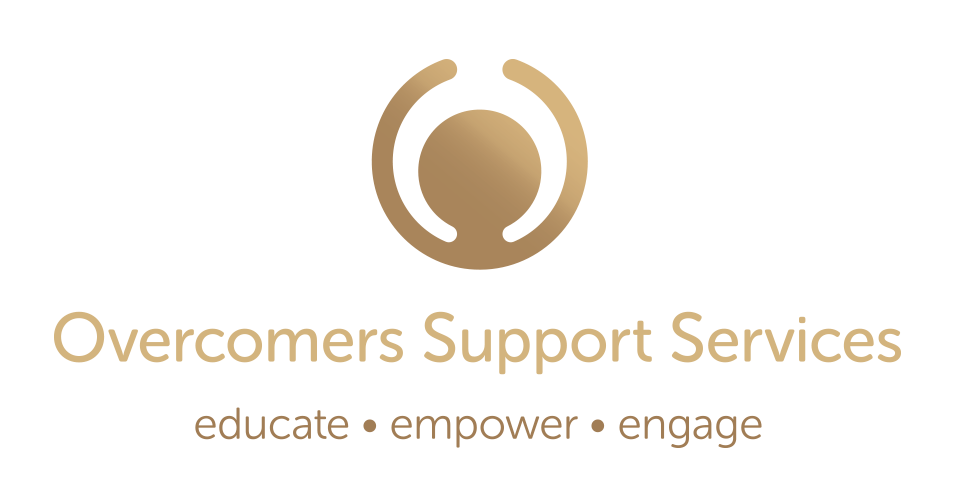 Overcomers Support Services
educate • empower • engage